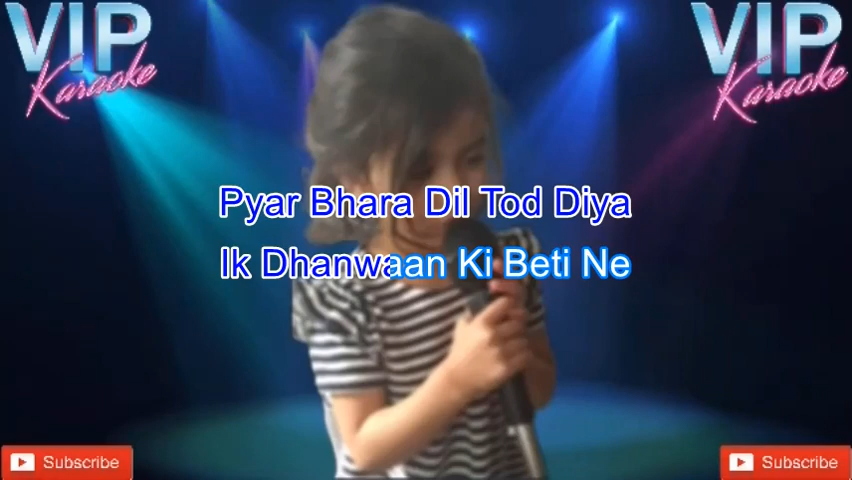 VIP
Karaoke
VIP
Karaoke
Pyar Bhara Dil Tod Diya
Ik Dhanwaan Ki Beti Ne
Subscribe
Subscribe